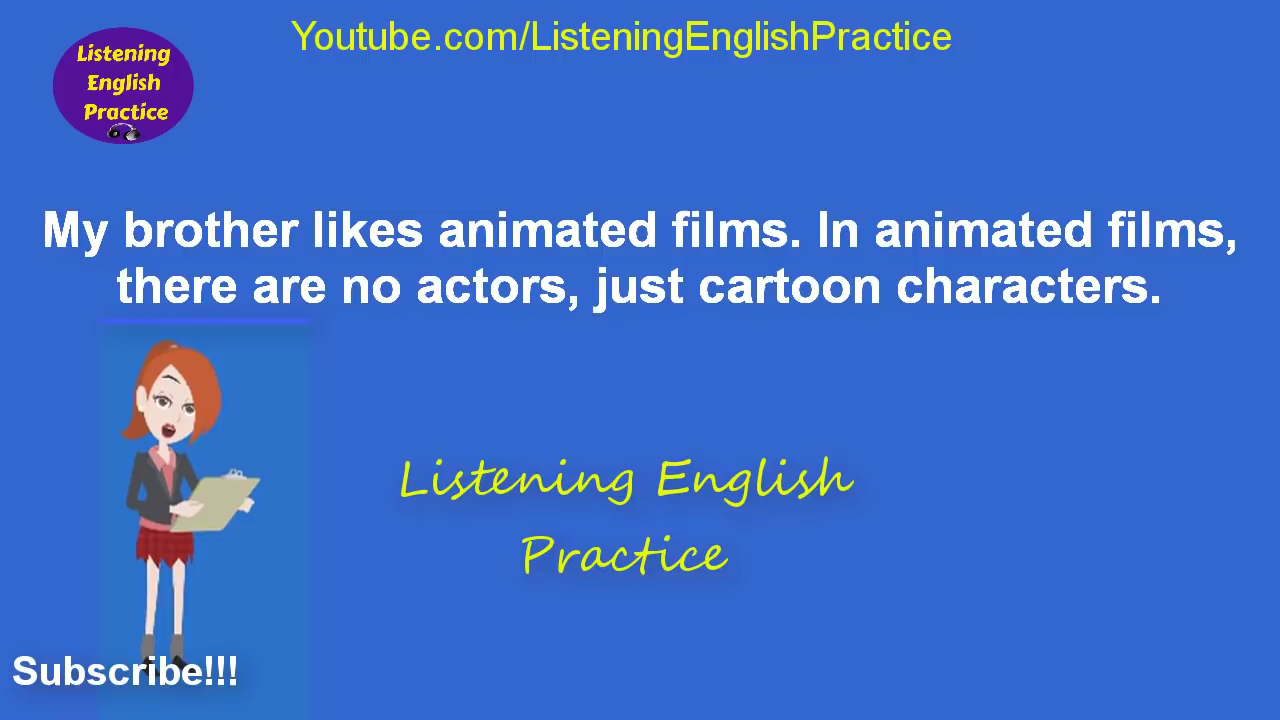 Youtube.com/ListeningEnglishPractice
Listening
English
Practice
My brother likes animated films. In animated films,
there are no actors, just cartoon characters.
Listening English
Practice
Subscribe!!!